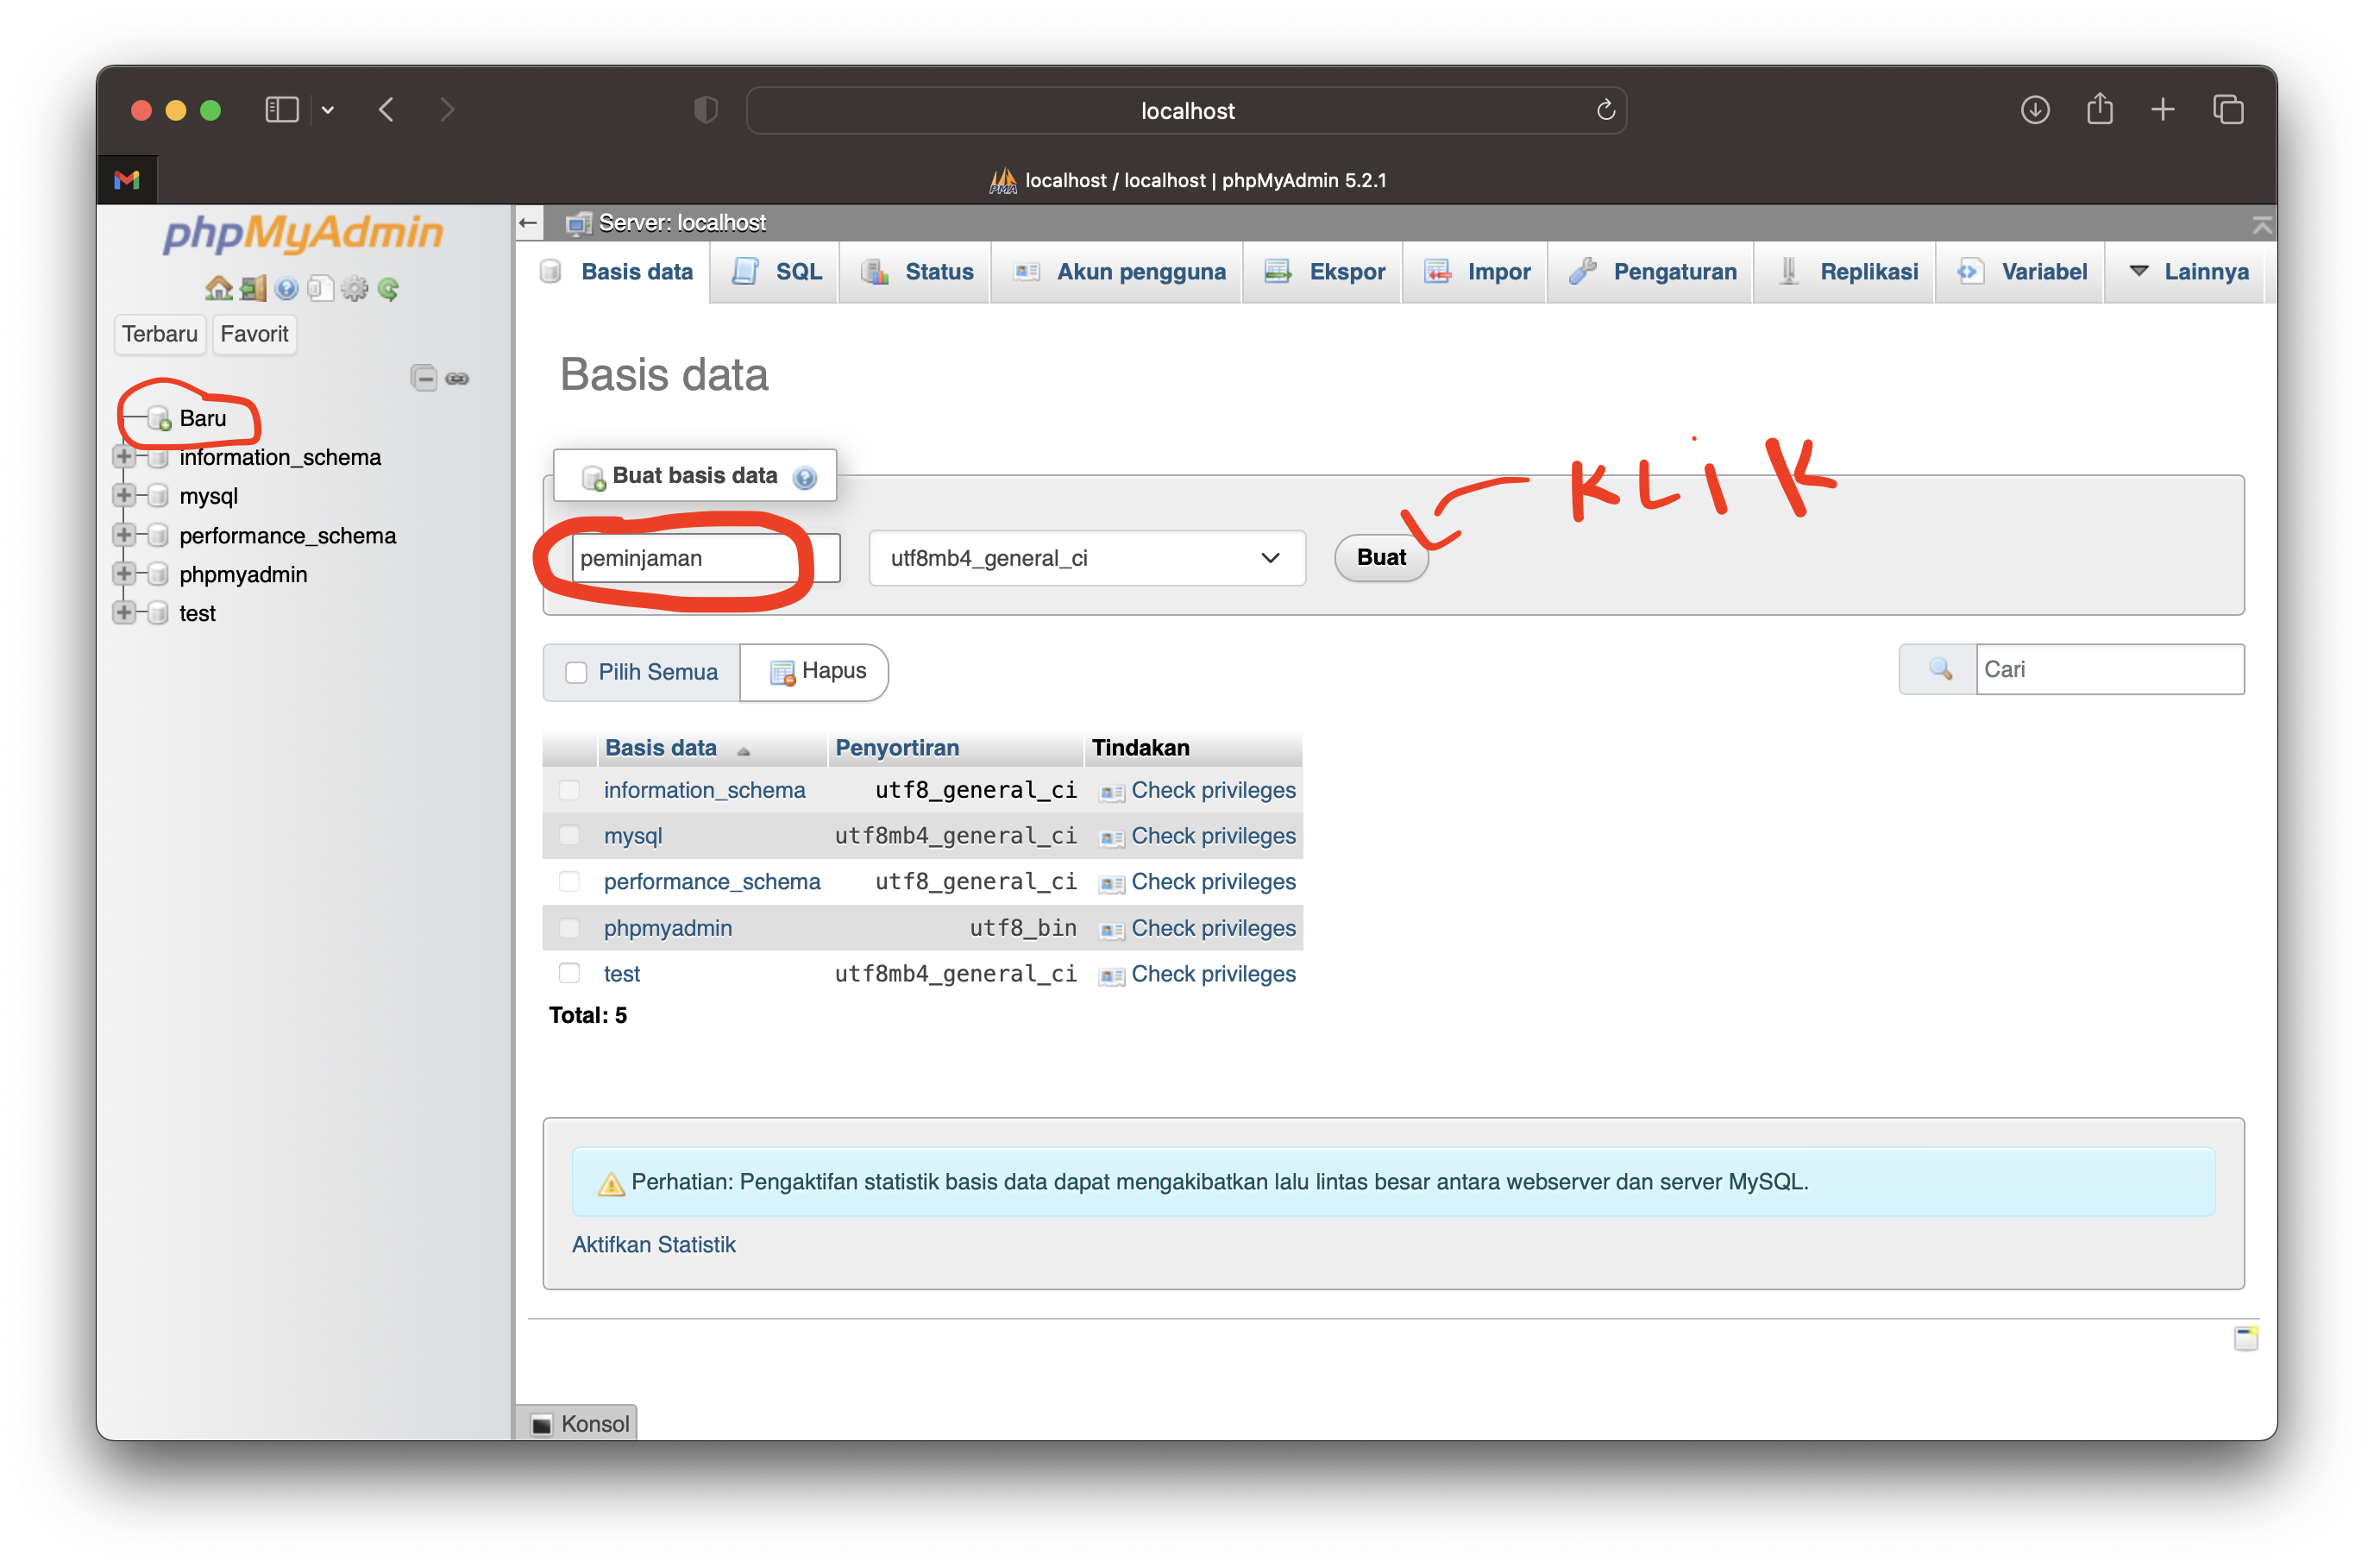 localhost
localhost / localhost | phpMyAdmin 5.2.1
phpMyAdmin
Terbaru Favorit
Baru
information_schema
mysql
performance_schema
phpmyadmin
test
Server: localhost
Basis data SQL Status Akun pengguna Ekspor Impor Pengaturan Replikasi Variabel Lainnya
Basis data
Buat basis data
KLiK
peminjaman utf8mb4_general_ci Buat
Pilih Semua Hapus Cari
Basis data Penyortiran Tindakan
information_schema utf8_general_ci Check privileges
mysql utf8mb4_general_ci Check privileges
performance_schema utf8_general_ci Check privileges
phpmyadmin utf8_bin Check privileges
test utf8mb4_general_ci Check privileges
Total: 5
Perhatian: Pengaktifan statistik basis data dapat mengakibatkan lalu lintas besar antara webserver dan server MySQL.
Aktifkan Statistik
Konsol